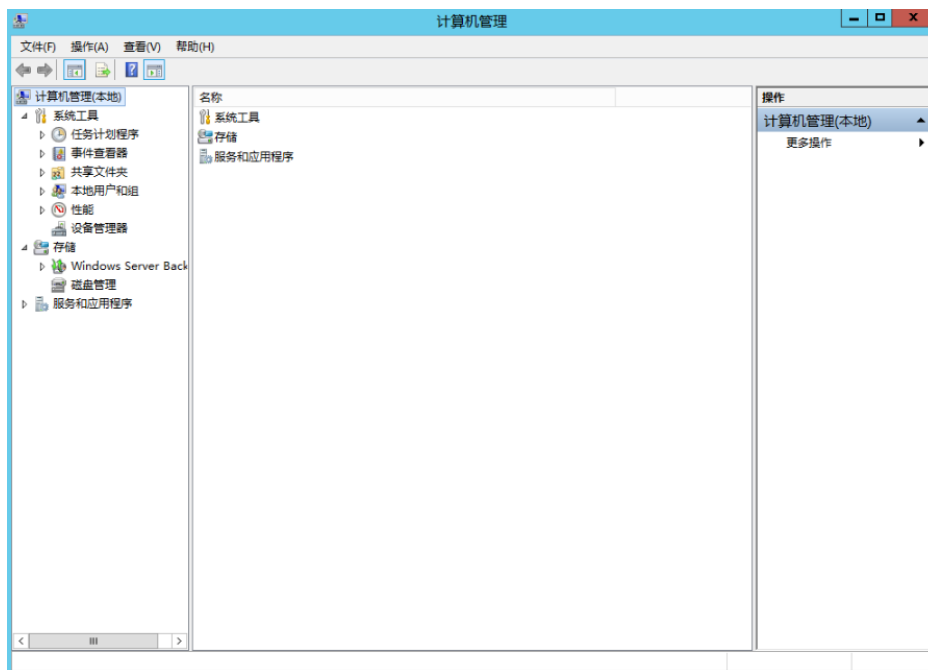 计算机管理
文件(F) 操作(A) 查看(V) 帮助(H)
计算机管理(本地)
系统工具
任务计划程序
事件查看器
共享文件夹
本地用户和组
性能
设备管理器
存储
Windows Server Back
磁盘管理
服务和应用程序
名称
系统工具
存储
服务和应用程序
操作
计算机管理(本地)
更多操作